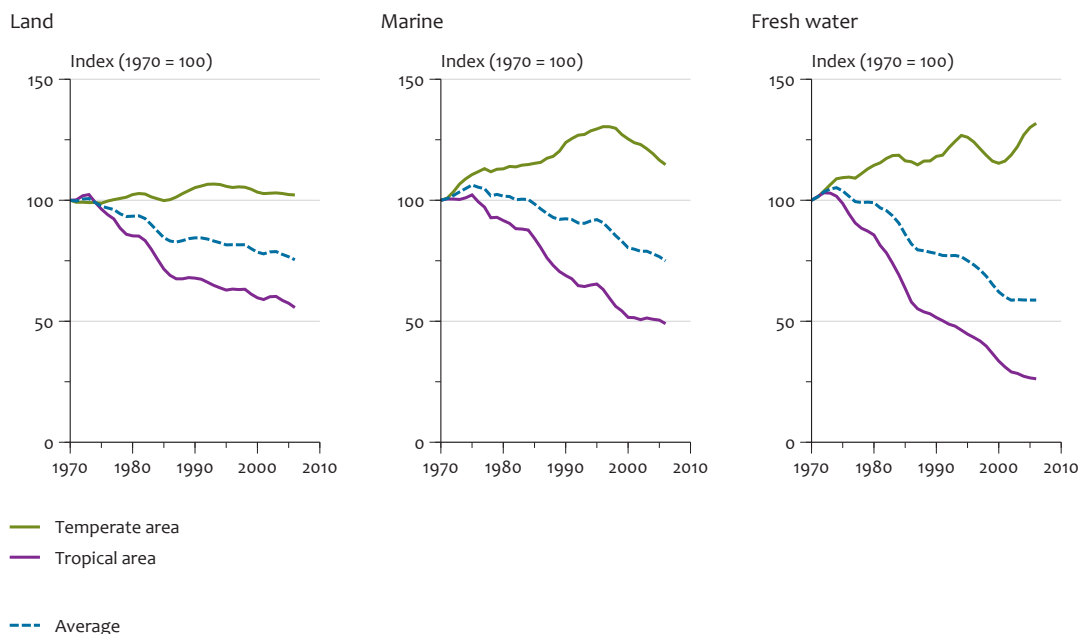 Land
Marine
Fresh water
Index (1970 = 100)
Index (1970 = 100)
Index (1970 = 100)
150
150
150
100
100
100
50
50
50
0
0
0
1970 1980 1990 2000 2010
1970 1980 1990 2000 2010
1970 1980 1990 2000 2010
Temperate area
Tropical area
Average